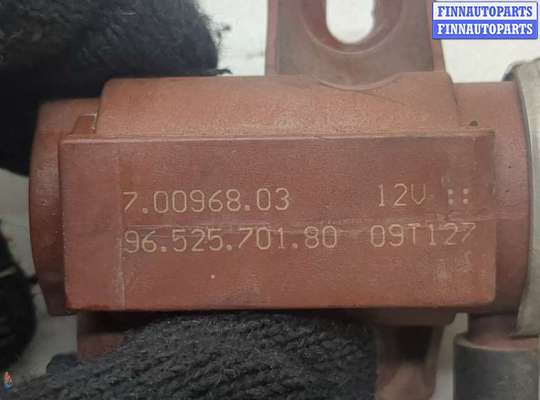 FINNAUTOPARTS
FINNAUTOPARTS
7.00968.03 12V ::
96.525.701.80 09T127